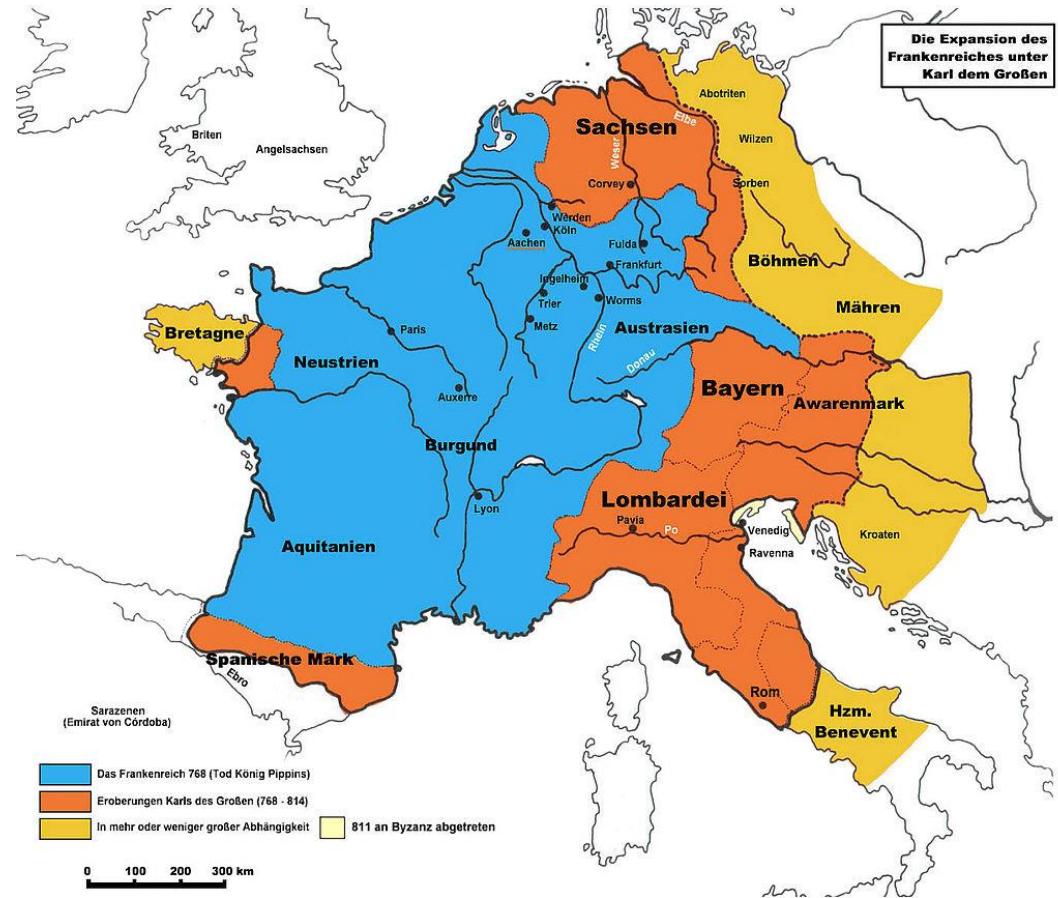 Die Expansion des
Frankenreiches unter
Karl dem Großen
Abotriten
Briten
Angelsachsen
Sachsen
Elbe
Wilzen
Weser
Corvey
Sorben
Werden
Köln
Aachen
Fulda
Frankfurt
Böhmen
Ingelheim
Trier
Worms
Mähren
Metz
Austrasien
Rhein
Bretagne
Paris
Neustrien
Donau
Bayern
Auxerre
Awarenmark
Burgund
Lombardei
Lyon
Pavia
Po
Venedig
Kroaten
Aquitanien
Ravenna
Spanische Mark
Ebro
Rom
Sarazenen
(Emirat von Córdoba)
Hzm.
Benevent
Das Frankenreich 768 (Tod König Pippins)
Eroberungen Karls des Großen (768 - 814)
In mehr oder weniger großer Abhängigkeit
811 an Byzanz abgetreten
0 100 200 300 km